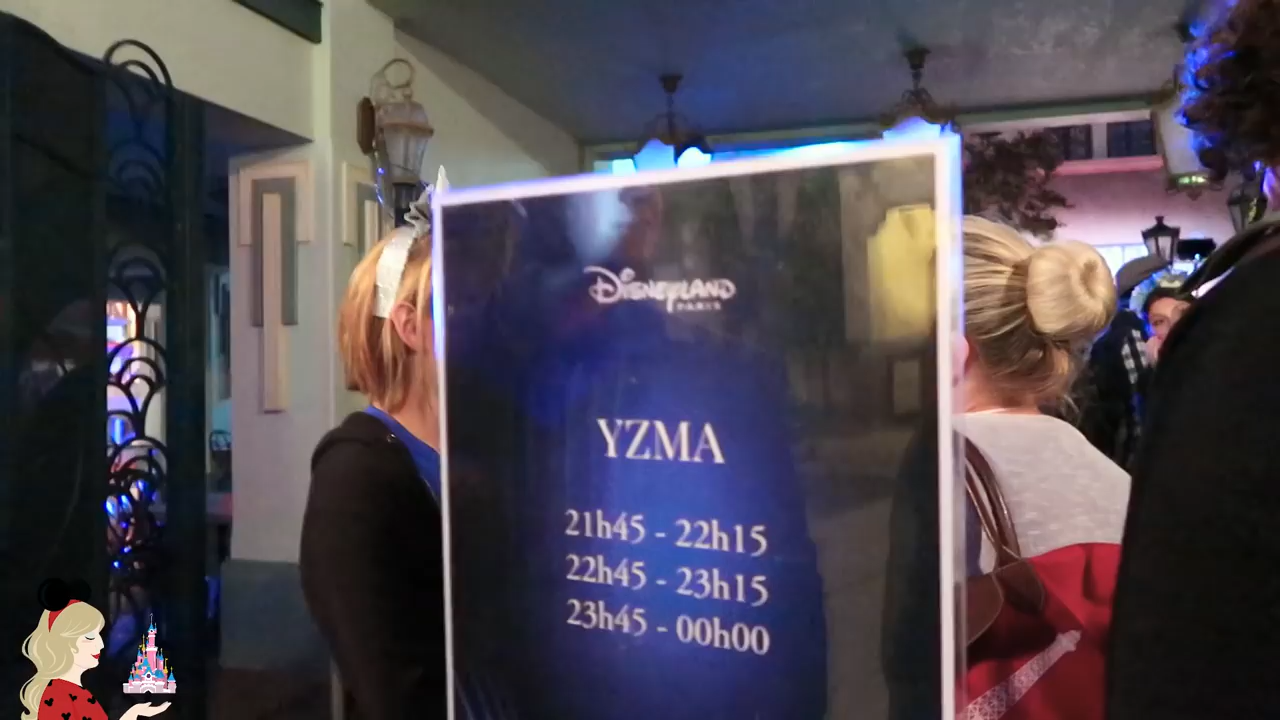 Disneyland
PARIS
YZMA
21h45 - 22h15
22h45 - 23h15
23h45 - 00h00